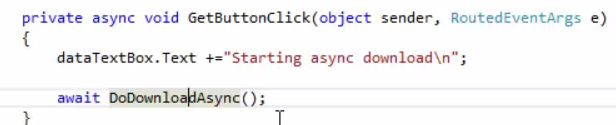 private async void GetButtonClick(object sender, RoutedEventArgs e)
{
dataTextBox.Text +="Starting async download\n";
await DoDownloadAsync();
}